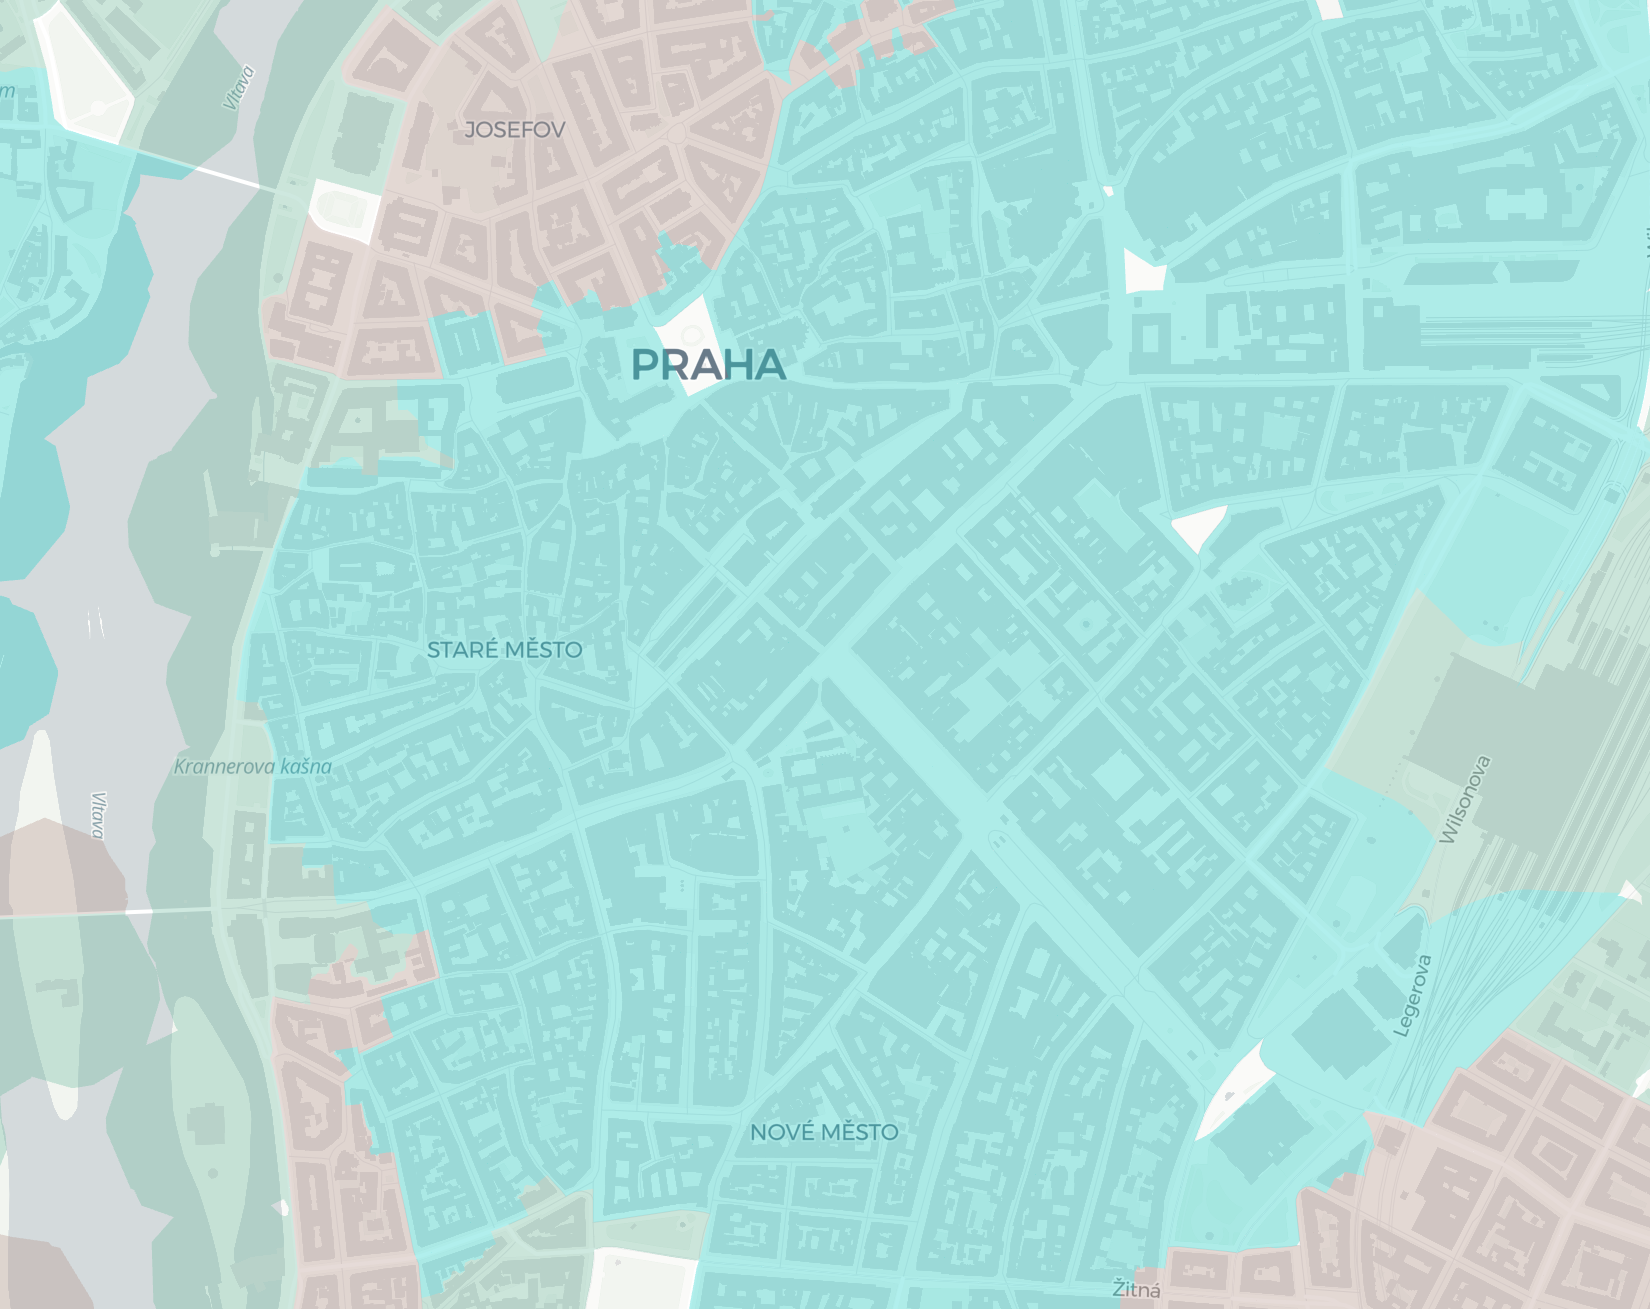 Vltava
m
JOSEFOV
PRAHA
STARÉ MĚSTO
Krannerova kašna
Vltava
Wilsonova
Legerova
NOVÉ MĚSTO
Žitná